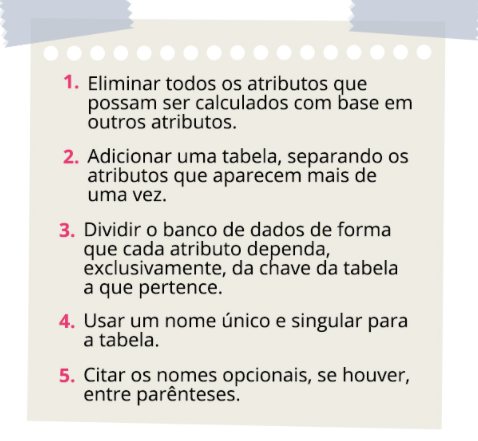 1. Eliminar todos os atributos que
possam ser calculados com base em
outros atributos.
2. Adicionar uma tabela, separando os
atributos que aparecem mais de
uma vez.
3. Dividir o banco de dados de forma
que cada atributo dependa,
exclusivamente, da chave da tabela
a que pertence.
4. Usar um nome único e singular para
a tabela.
5. Citar os nomes opcionais, se houver,
entre parênteses.